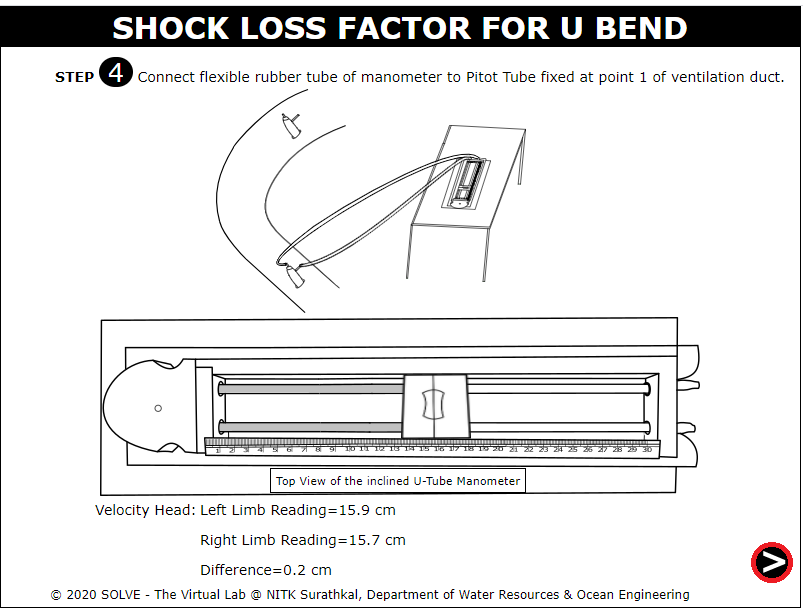 SHOCK LOSS FACTOR FOR U BEND
STEP 4 Connect flexible rubber tube of manometer to Pitot Tube fixed at point 1 of ventilation duct.
1 2 3 4 5 6 7 8 9 10 11 12 13 14 15 16 17 18 19 20 21 22 23 24 25 26 27 28 29 30
Top View of the inclined U-Tube Manometer
Velocity Head: Left Limb Reading=15.9 cm
Right Limb Reading=15.7 cm
Difference=0.2 cm
>
© 2020 SOLVE - The Virtual Lab @ NITK Surathkal, Department of Water Resources & Ocean Engineering